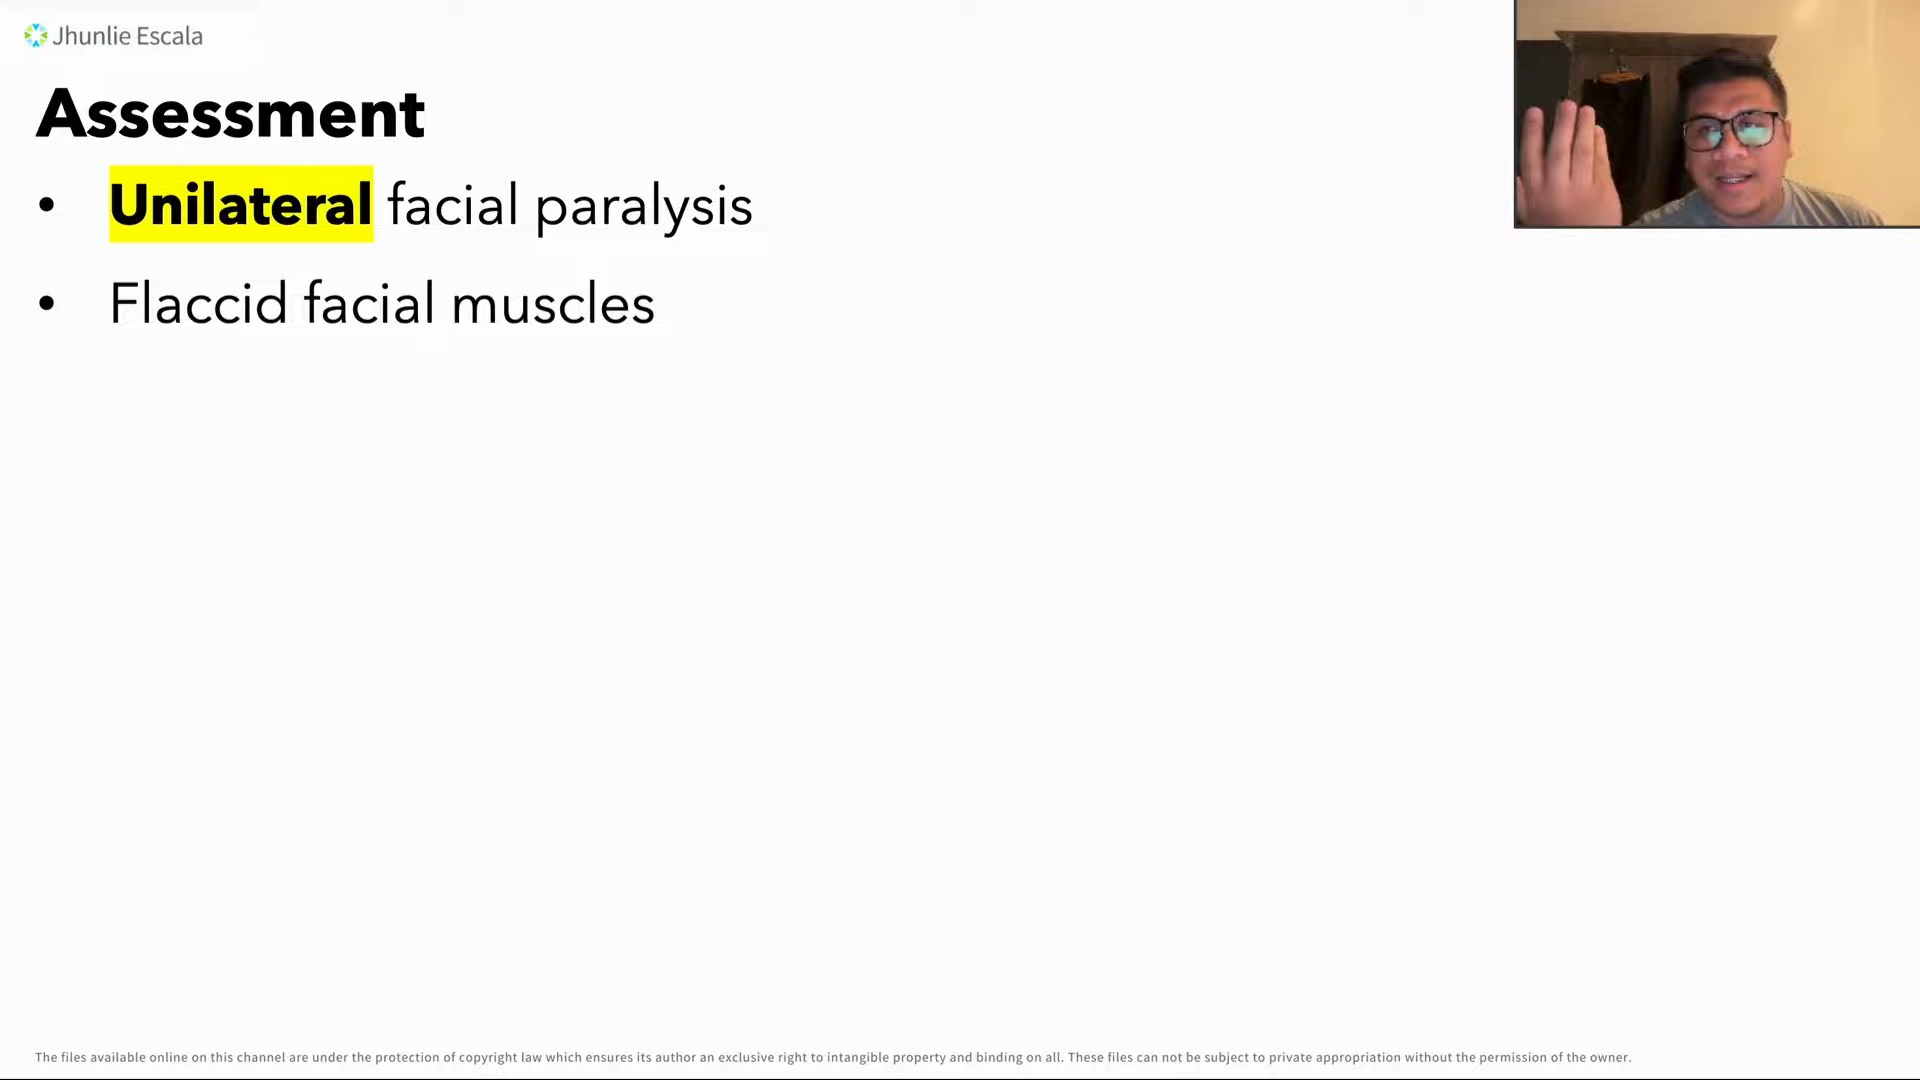 Jhunlie Escala
Assessment
• Unilateral facial paralysis
• Flaccid facial muscles
The files available online on this channel are under the protection of copyright law which ensures its author an exclusive right to intangible property and binding on all. These files can not be subject to private appropriation without the permission of the owner.